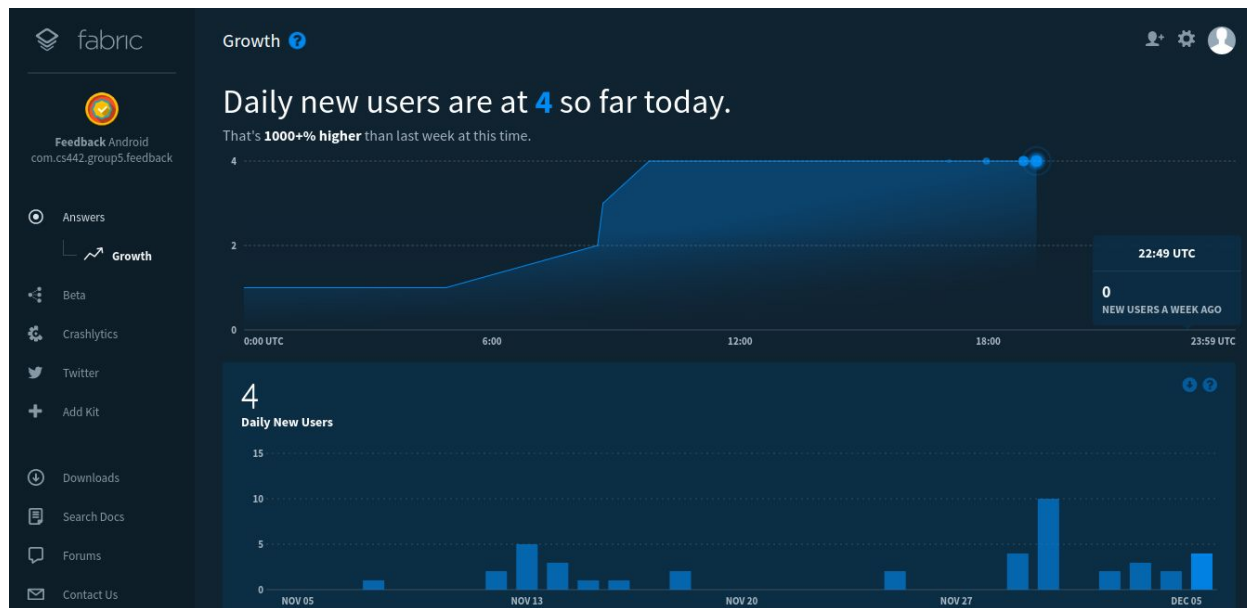 fabric
Feedback Android
com.cs442.group5.feedback
Answers
Growth
Beta
Crashlytics
Twitter
Add Kit
Downloads
Search Docs
Forums
Contact Us
Growth ?
Daily new users are at 4 so far today.
That's 1000+% higher than last week at this time.
4
2
0
0:00 UTC
6:00
12:00
18:00
23:59 UTC
22:49 UTC
0
NEW USERS A WEEK AGO
4
Daily New Users
?
15
10
5
0
NOV 05
NOV 13
NOV 20
NOV 27
DEC 05